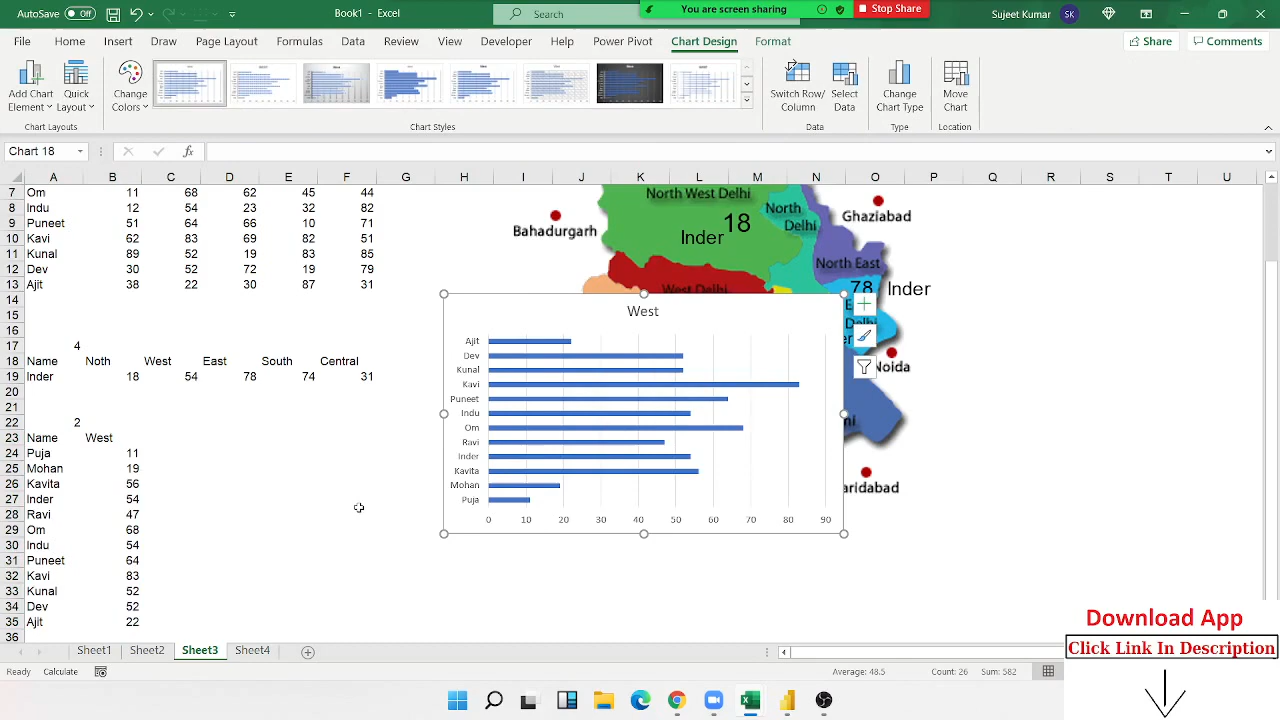 AutoSave Off
Book1 - Excel
Search
You are screen sharing
Stop Share
Sujeet Kumar
SK
File Home Insert Draw Page Layout Formulas Data Review View Developer Help Power Pivot Chart Design Format
Share Comments
Add Chart Element
Quick Layout
Change Colors
Switch Row/ Column
Select Data
Change Chart Type
Move Chart
Chart Layouts
Chart Styles
Data
Type
Location
Chart 18
fx
A B C D E F G H I J K L M N O P Q R S T U
7 Om 11 68 62 45 44
8 Indu 12 54 23 32 82
9 Puneet 51 64 66 10 71
10 Kavi 62 83 69 82 51
11 Kunal 89 52 19 83 85
12 Dev 30 52 72 19 79
13 Ajit 38 22 30 87 31
14
15
16
17 4
18 Name Noth West East South Central
19 Inder 18 54 78 74 31
20
21
22 2
23 Name West
24 Puja 11
25 Mohan 19
26 Kavita 56
27 Inder 54
28 Ravi 47
29 Om 68
30 Indu 54
31 Puneet 64
32 Kavi 83
33 Kunal 52
34 Dev 52
35 Ajit 22
36
North West Delhi
18
Inder
North Delhi
Ghaziabad
Bahadurgarh
North East
West Delhi
78 Inder
Delhi
Noida
aridabad
West
Ajit
Dev
Kunal
Kavi
Puneet
Indu
Om
Ravi
Inder
Kavita
Mohan
Puja
0 10 20 30 40 50 60 70 80 90
Sheet1 Sheet2 Sheet3 Sheet4
Ready Calculate
Average: 48.5 Count: 26 Sum: 582
Download App
Click Link In Description